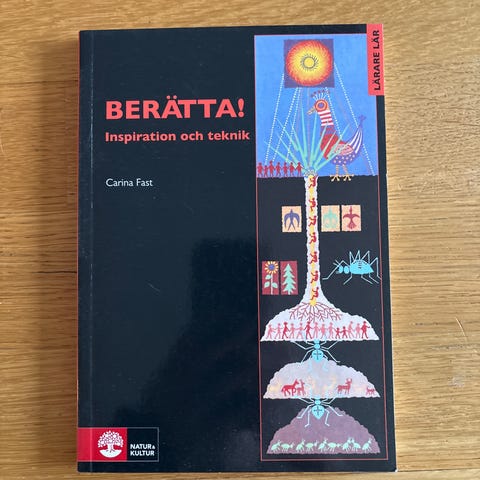 LÄRARE LÄR
BERÄTTA!
Inspiration och teknik
Carina Fast
NATUR &
KULTUR